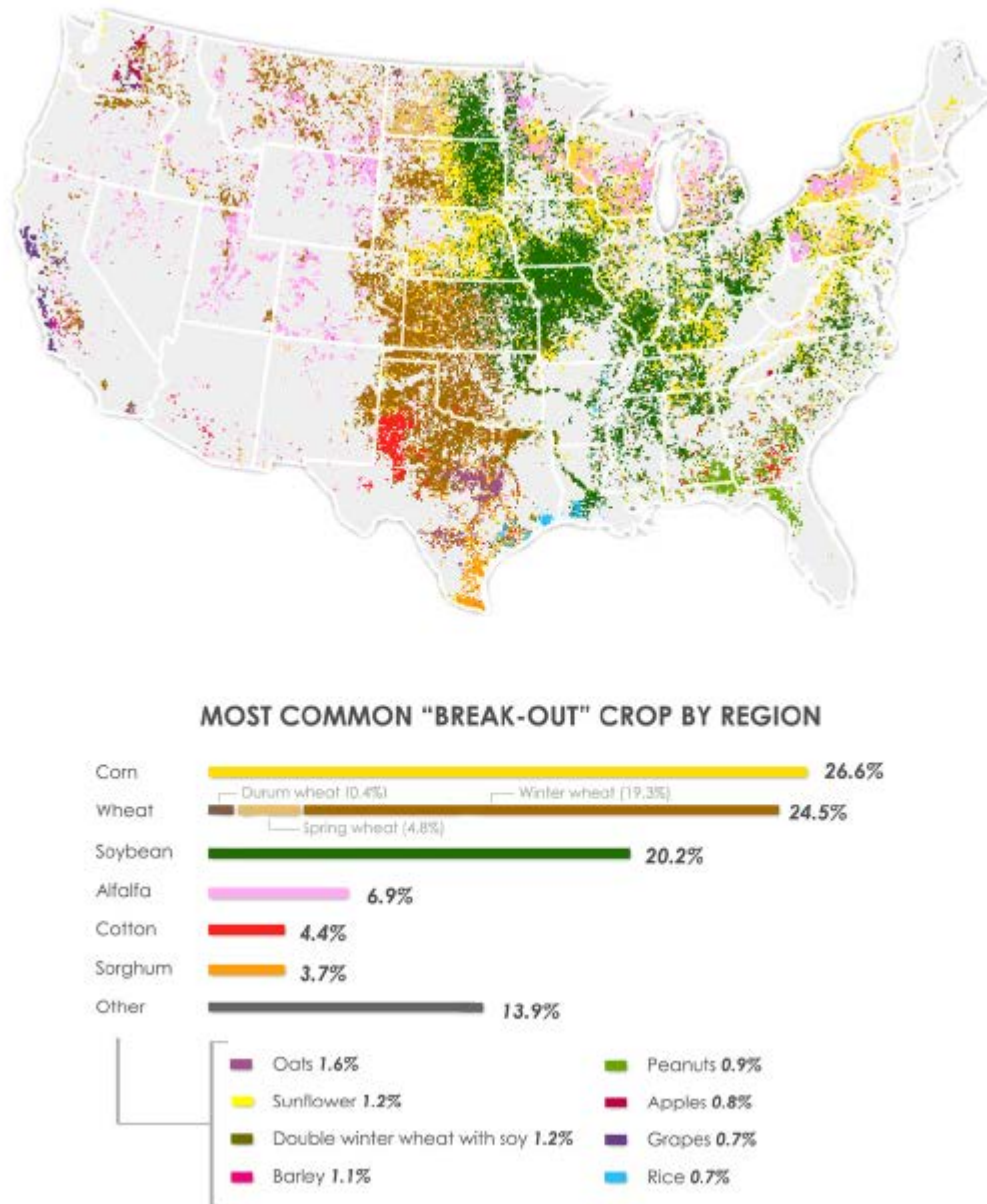 MOST COMMON “BREAK-OUT” CROP BY REGION
Corn 26.6%
Durum wheat (0.4%) Winter wheat (19.3%)
Wheat 24.5%
Spring wheat (4.8%)
Soybean 20.2%
Alfalfa 6.9%
Cotton 4.4%
Sorghum 3.7%
Other 13.9%
Oats 1.6% Peanuts 0.9%
Sunflower 1.2% Apples 0.8%
Double winter wheat with soy 1.2% Grapes 0.7%
Barley 1.1% Rice 0.7%